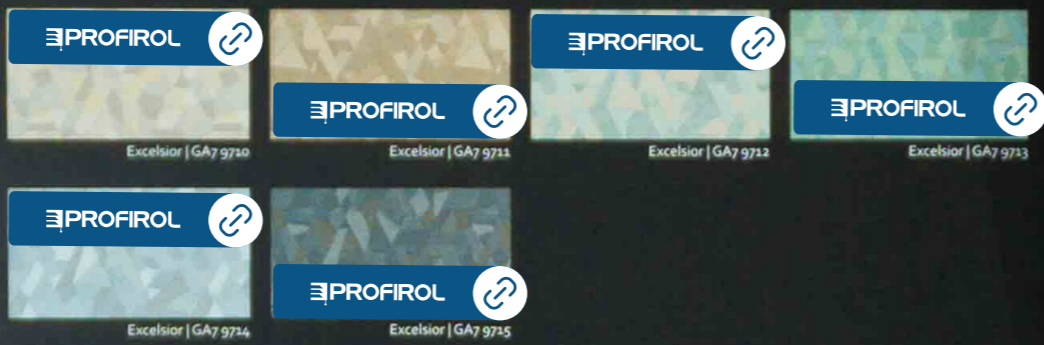 PROFIROL
PROFIROL
PROFIROL
PROFIROL
Excelsior | GA7 9710
Excelsior | GA7 9711
Excelsior | GA7 9712
Excelsior | GA7 9713
PROFIROL
PROFIROL
Excelsior | GA7 9714
Excelsior | GA7 9715